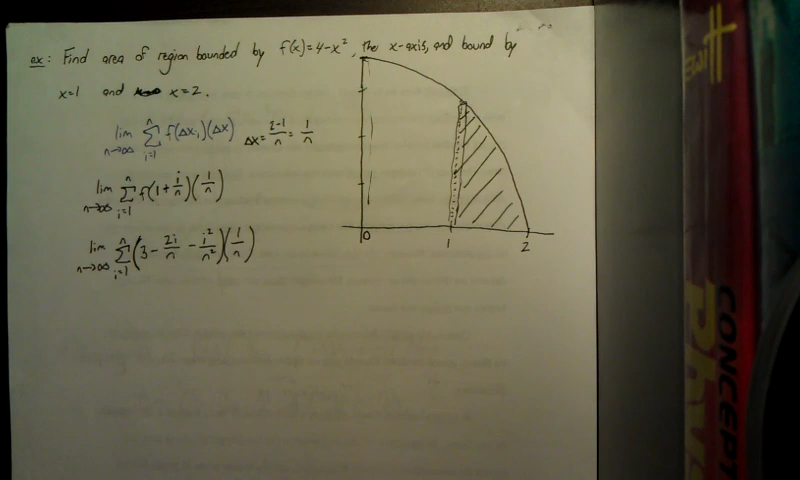 ex: Find area of region bounded by f(x)=4-x², the x-axis, and bound by
x=1 and x=2.
lim n→∞ Σ i=1 n f(Δxᵢ)(Δx) Δx = 2-1/n = 1/n
lim n→∞ Σ i=1 n f(1+i/n)(1/n)
lim n→∞ Σ i=1 n (3 - 2i/n - i²/n²)(1/n)
0 1 2
Hewitt
CONCEPT